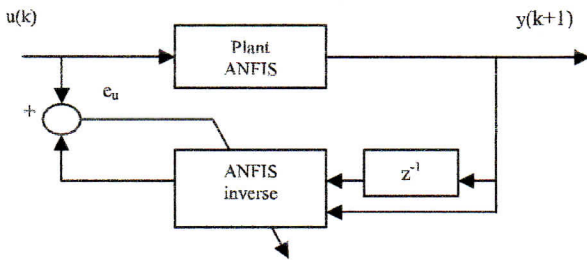 u(k)
y(k+1)
Plant
ANFIS
+
e_u
ANFIS
inverse
z^-1